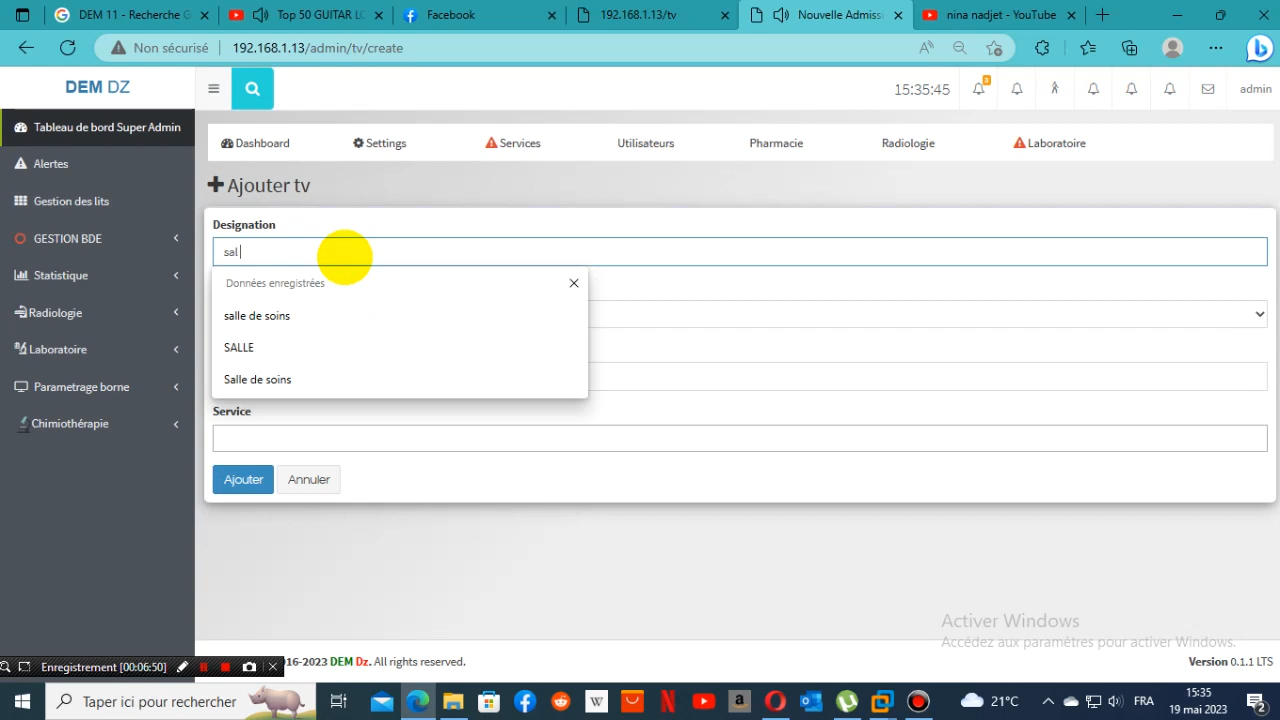 DEM 11 - Recherche G
Top 50 GUITAR LO
Facebook
192.168.1.13/tv
Nouvelle Admiss
nina nadjet - YouTube
Non sécurisé
192.168.1.13/admin/tv/create
DEM DZ
15:35:45
3
admin
Tableau de bord Super Admin
Dashboard
Settings
Services
Utilisateurs
Pharmacie
Radiologie
Laboratoire
Alertes
Gestion des lits
GESTION BDE
Statistique
Radiologie
Laboratoire
Parametrage borne
Chimiothérapie
Ajouter tv
Designation
sal
Données enregistrées
salle de soins
SALLE
Salle de soins
Service
Ajouter
Annuler
Activer Windows
Accédez aux paramètres pour activer Windows.
Enregistrement [00:06:50]
016-2023 DEM Dz. All rights reserved.
Version 0.1.1 LTS
Taper ici pour rechercher
21°C
FRA
15:35
19 mai 2023
2